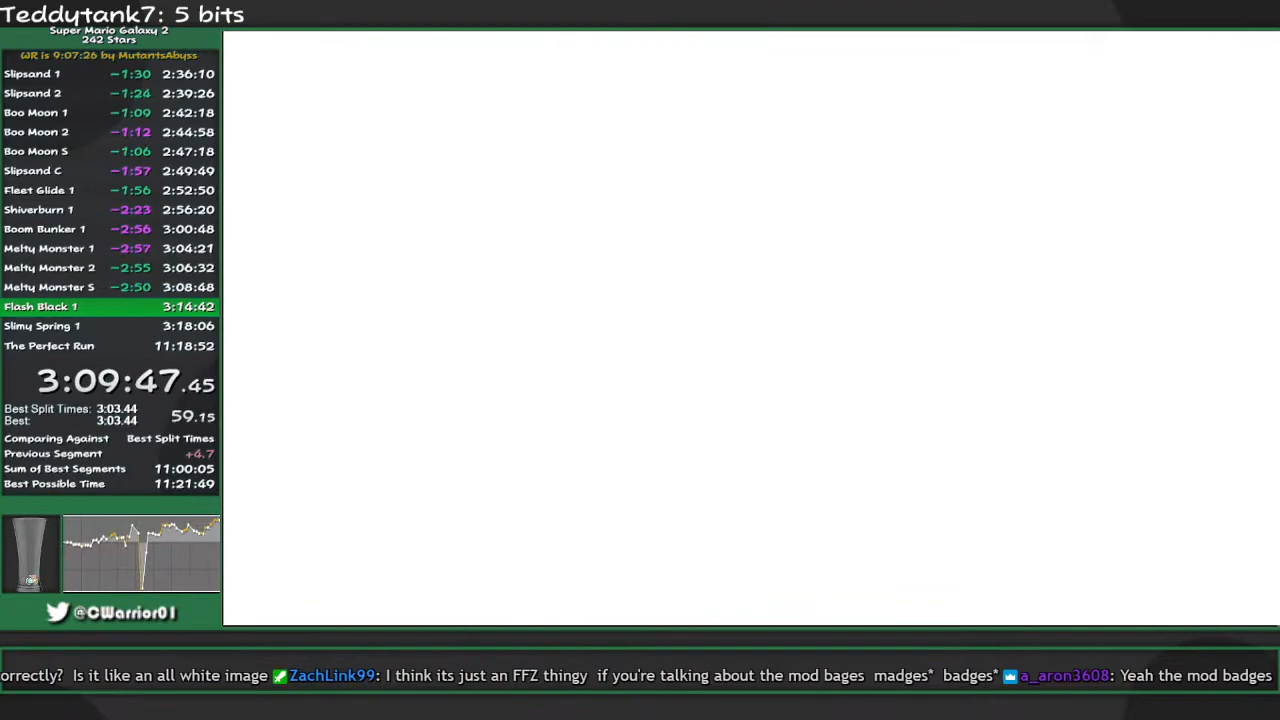 Teddytank7: 5 bits
Super Mario Galaxy 2
242 Stars
WR is 9:07:26 by MutantsAbyss
Slipsand 1 −1:30 2:36:10
Slipsand 2 −1:24 2:39:26
Boo Moon 1 −1:09 2:42:18
Boo Moon 2 −1:12 2:44:58
Boo Moon S −1:06 2:47:18
Slipsand C −1:57 2:49:49
Fleet Glide 1 −1:56 2:52:50
Shiverburn 1 −2:23 2:56:20
Boom Bunker 1 −2:56 3:00:48
Melty Monster 1 −2:57 3:04:21
Melty Monster 2 −2:55 3:06:32
Melty Monster S −2:50 3:08:48
Flash Black 1 3:14:42
Slimy Spring 1 3:18:06
The Perfect Run 11:18:52
3:09:47.45
Best Split Times: 3:03.44
Best: 3:03.44 59.15
Comparing Against Best Split Times
Previous Segment +4.7
Sum of Best Segments 11:00:05
Best Possible Time 11:21:49
@CWarrior01
orrectly? Is it like an all white image ZachLink99: I think its just an FFZ thingy if you're talking about the mod bages madges* badges* a_aron3608: Yeah the mod badges